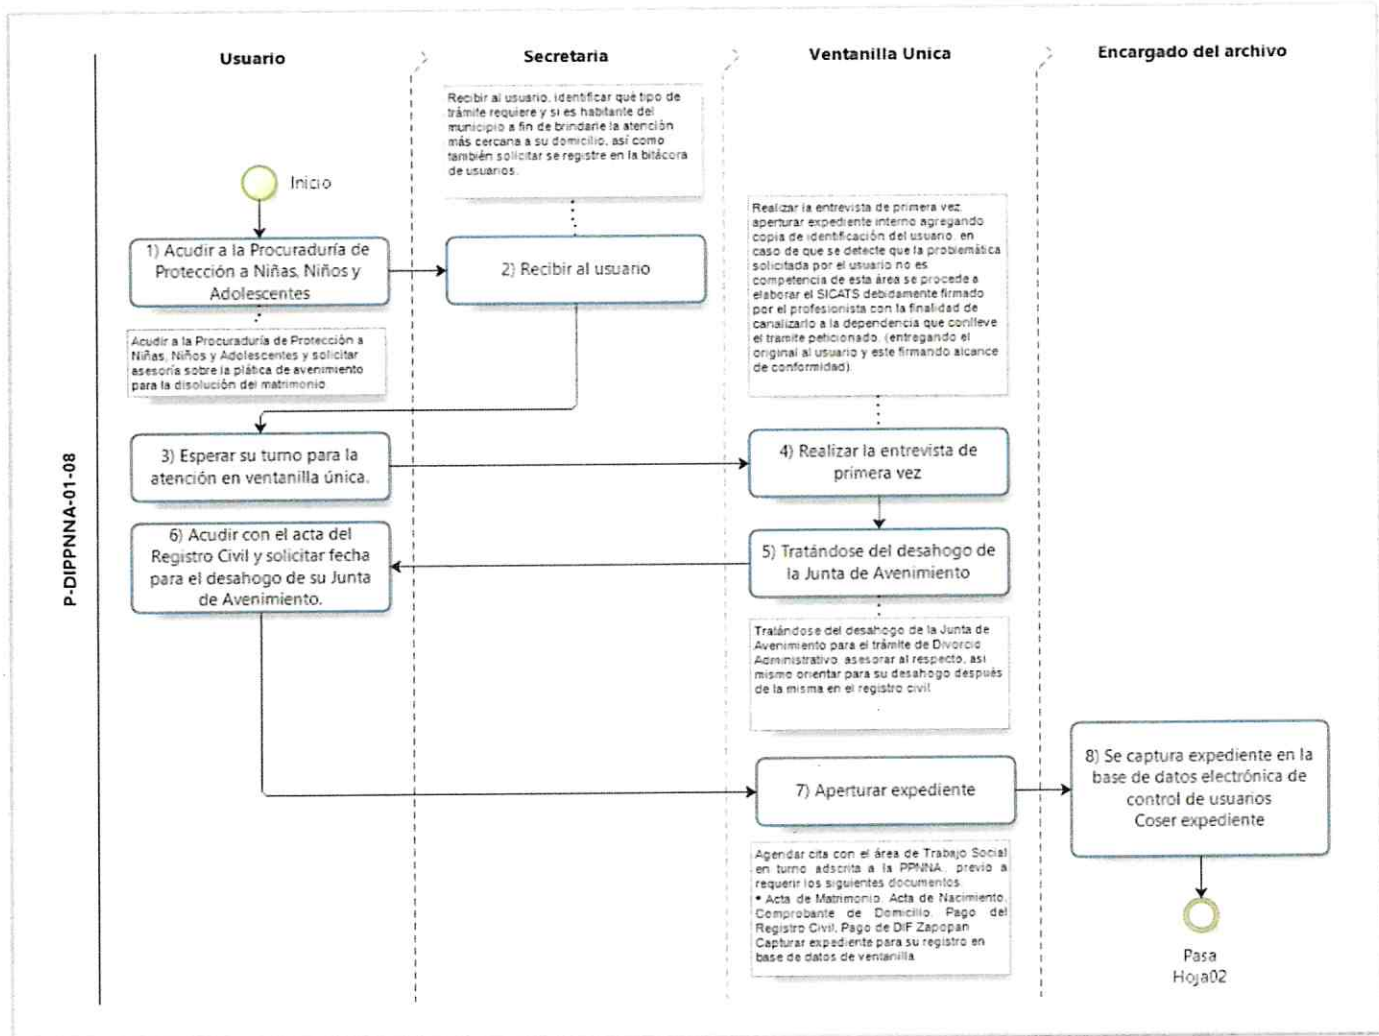 P-DIPPNNA-01-08
Usuario
Secretaria
Ventanilla Unica
Encargado del archivo
Inicio
1) Acudir a la Procuraduría de
Protección a Niñas, Niños y
Adolescentes
Acudir a la Procuraduría de Protección a
Niñas, Niños y Adolescentes y solicitar
asesoría sobre la plática de avenimiento
para la disolución del matrimonio
Recibir al usuario, identificar qué tipo de
trámite requiere y si es habitante del
municipio a fin de brindarle la atención
más cercana a su domicilio, así como
también solicitar se registre en la bitácora
de usuarios.
2) Recibir al usuario
3) Esperar su turno para la
atención en ventanilla única.
Realizar la entrevista de primera vez,
aperturar expediente interno agregando
copia de identificación del usuario, en
caso de que se detecte que la problemática
solicitada por el usuario no es
competencia de esta área se procede a
elaborar el SICATS debidamente firmado
por el profesionista con la finalidad de
canalizarlo a la dependencia que conlleve
el tramite peticionado. (entregando el
original al usuario y este firmando alcance
de conformidad).
4) Realizar la entrevista de
primera vez
5) Tratándose del desahogo de
la Junta de Avenimiento
Tratándose del desahogo de la Junta de
Avenimiento para el trámite de Divorcio
Administrativo, asesorar al respecto, así
mismo orientar para su desahogo después
de la misma en el registro civil
6) Acudir con el acta del
Registro Civil y solicitar fecha
para el desahogo de su Junta
de Avenimiento.
7) Aperturar expediente
Agendar cita con el área de Trabajo Social
en turno adscrita a la PPNNA, previo a
requerir los siguientes documentos
• Acta de Matrimonio, Acta de Nacimiento,
Comprobante de Domicilio, Pago del
Registro Civil, Pago de DIF Zapopan
Capturar expediente para su registro en
base de datos de ventanilla
8) Se captura expediente en la
base de datos electrónica de
control de usuarios
Coser expediente
Pasa
Hoja02